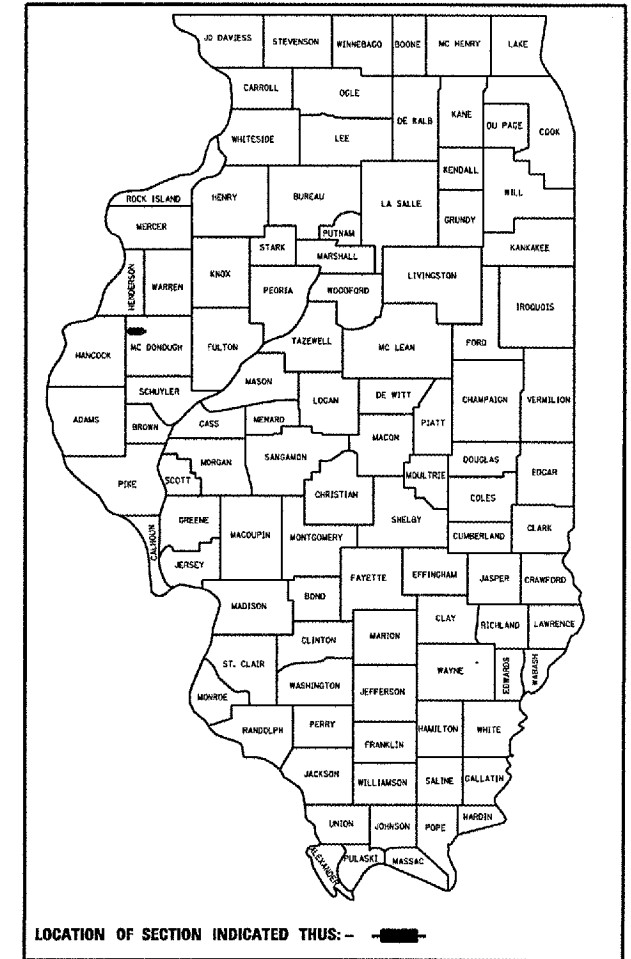 JO DAVIESS STEVENSON WINNEBAGO BOONE MC HENRY LAKE
CARROLL OGLE DE KALB KANE DU PAGE COOK
WHITESIDE LEE KENDALL WILL
ROCK ISLAND HENRY BUREAU LA SALLE GRUNDY
MERCER PUTNAM
STARK MARSHALL KANKAKEE
HENDERSON WARREN KNOX PEORIA WOODFORD LIVINGSTON IROQUOIS
HANCOCK MC DONOUGH FULTON TAZEWELL MC LEAN FORD
MASON
SCHUYLER LOGAN DE WITT CHAMPAIGN VERMILION
ADAMS BROWN CASS MENARD MACON PIATT
PIKE SCOTT MORGAN SANGAMON MOULTRIE DOUGLAS EDGAR
CHRISTIAN COLES
CALHOUN GREENE MACOUPIN MONTGOMERY SHELBY CUMBERLAND CLARK
JERSEY FAYETTE EFFINGHAM JASPER CRAWFORD
MADISON BOND
CLAY RICHLAND LAWRENCE
CLINTON MARION
ST. CLAIR WAYNE EDWARDS WABASH
MONROE WASHINGTON JEFFERSON
RANDOLPH PERRY HAMILTON WHITE
FRANKLIN
JACKSON WILLIAMSON SALINE GALLATIN
UNION JOHNSON POPE HARDIN
ALEXANDER PULASKI MASSAC
LOCATION OF SECTION INDICATED THUS: –